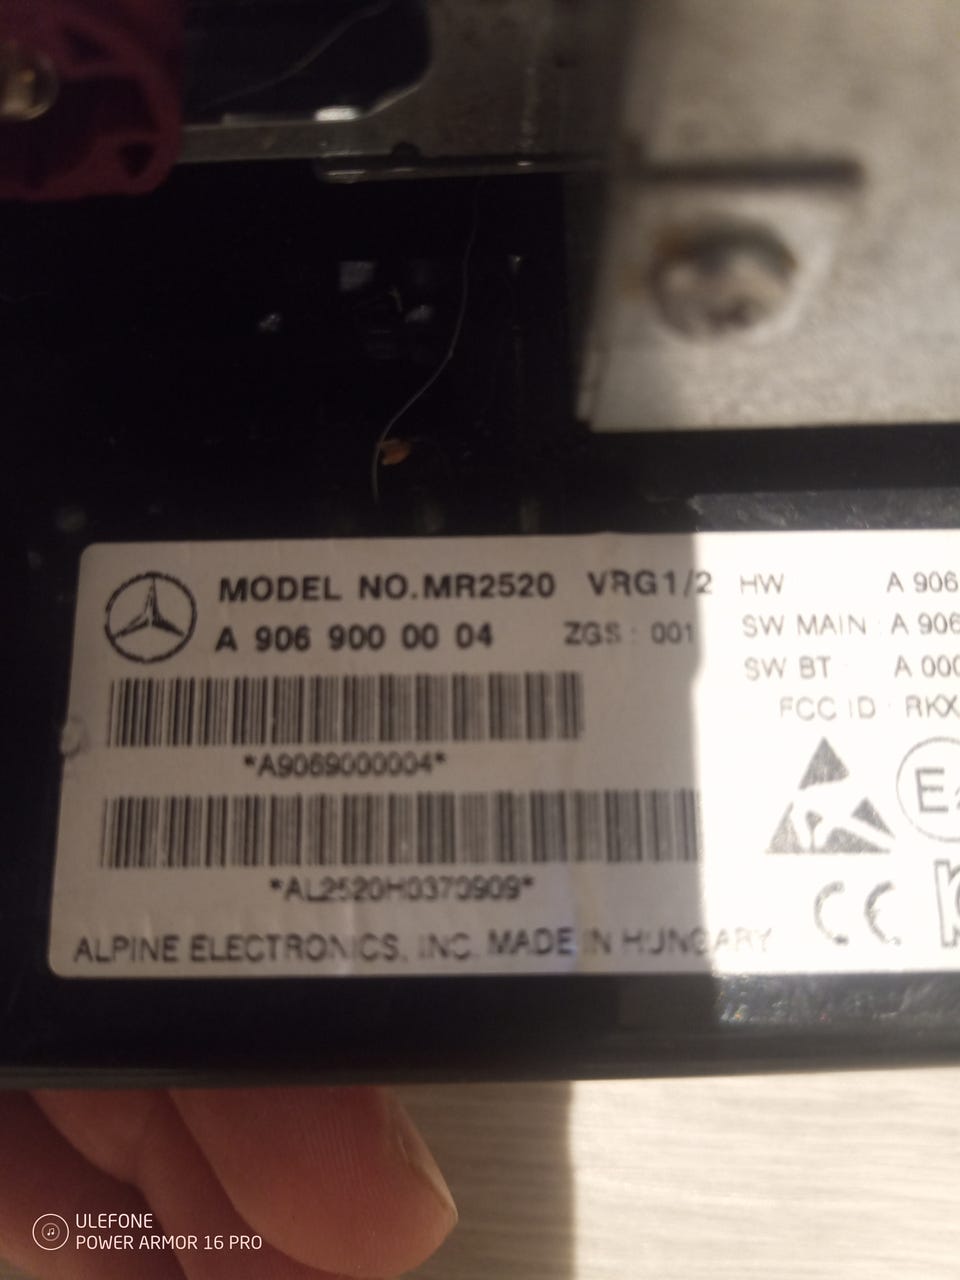 MODEL NO.MR2520 VRG1/2
A 906 900 00 04 ZGS : 001
*A9069000004*
*AL2520H0370909*
ALPINE ELECTRONICS, INC. MADE IN HUNGARY
HW A 906
SW MAIN A 906
SW BT A 000
FCC ID : RKX
E
CE
ULEFONE
POWER ARMOR 16 PRO